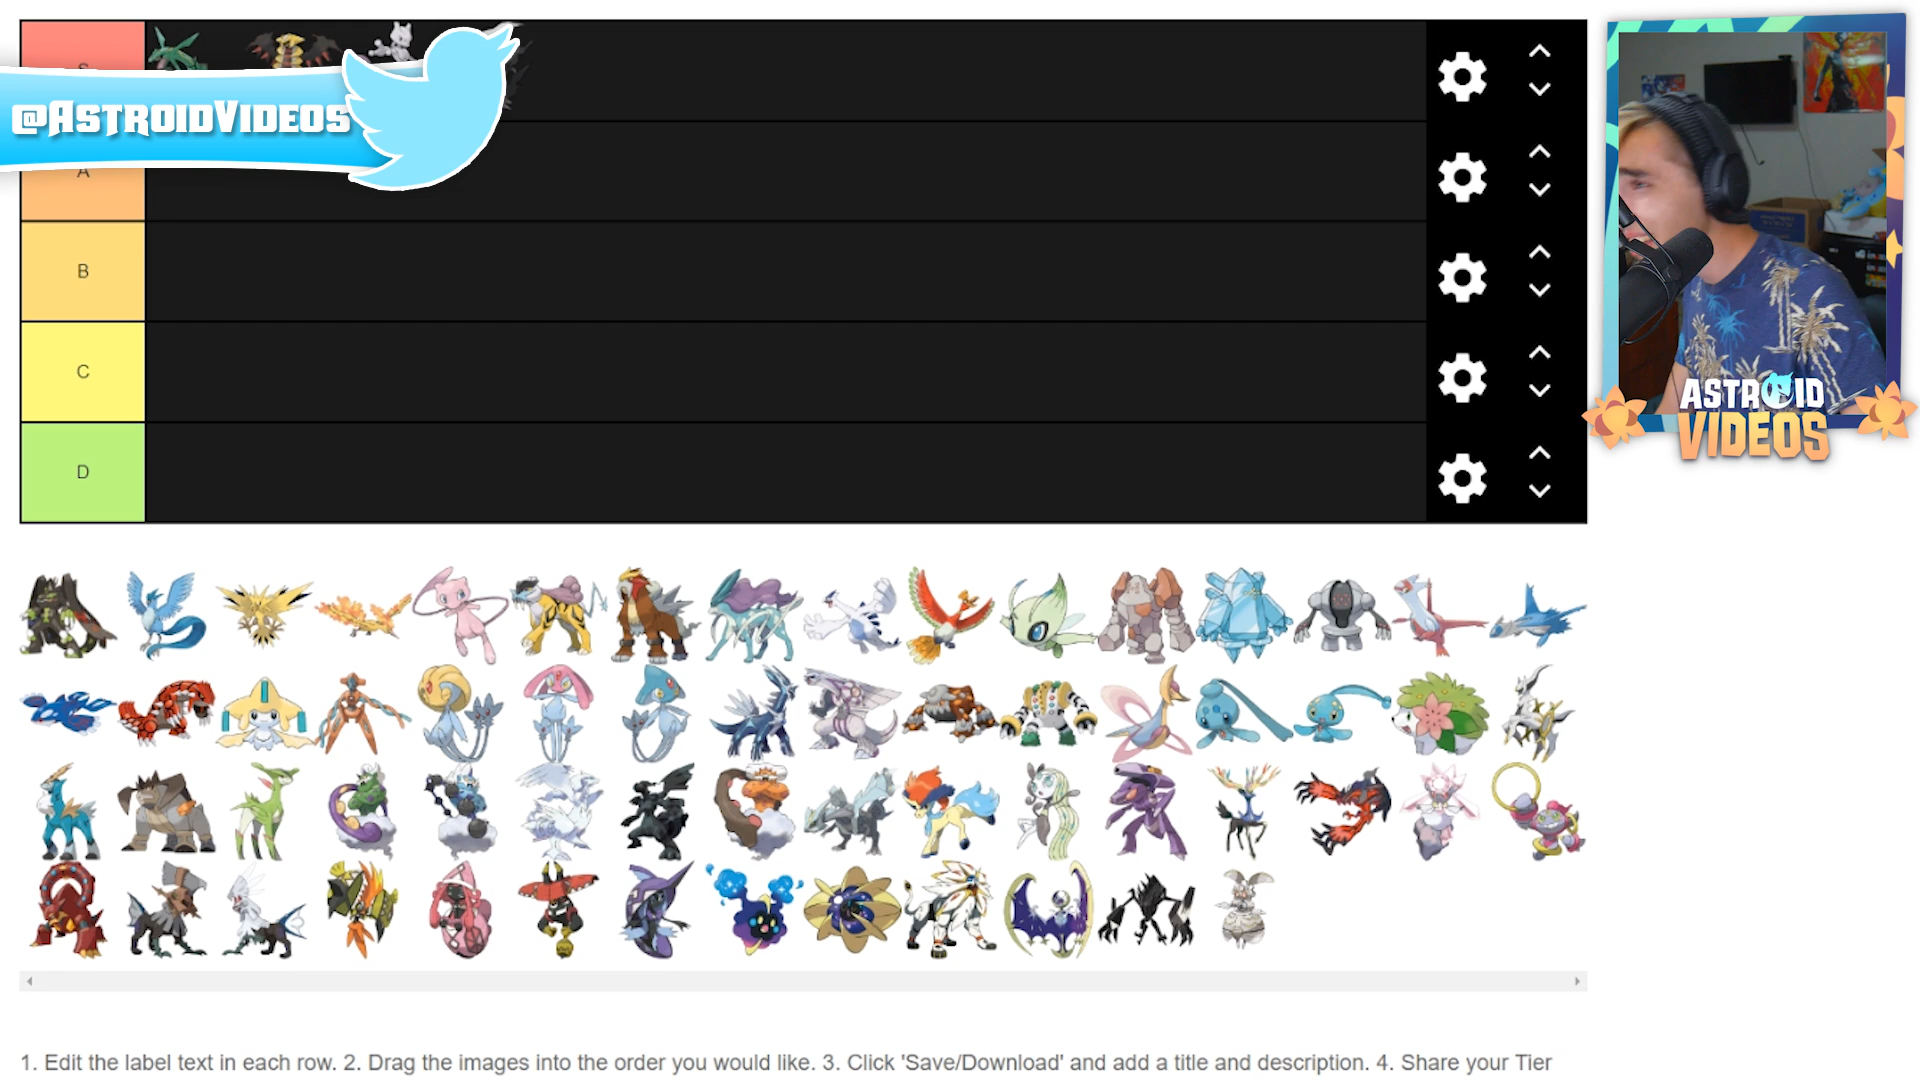 S
@AstroidVideos
A
B
C
D
ASTROID
VIDEOS
1. Edit the label text in each row. 2. Drag the images into the order you would like. 3. Click 'Save/Download' and add a title and description. 4. Share your Tier